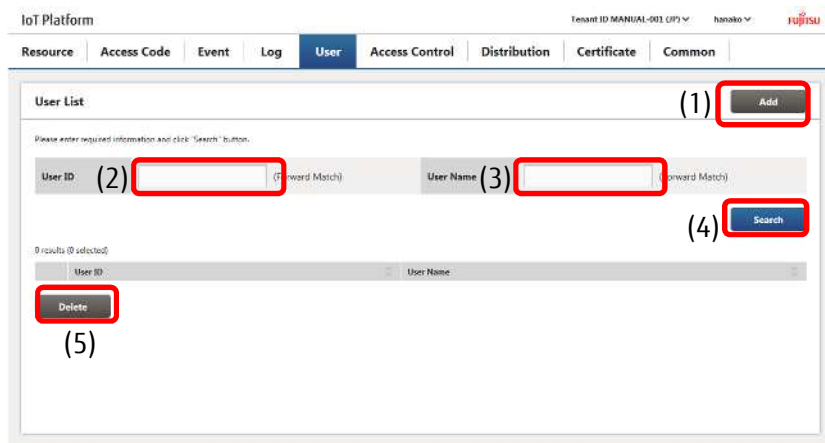 IoT Platform Tenant ID MANUAL-001 (JP) hanako FUJITSU
Resource Access Code Event Log User Access Control Distribution Certificate Common
User List (1) Add
Please enter required information and click "Search" button.
User ID (2) (Forward Match) User Name (3) (Forward Match)
(4) Search
0 results (0 selected)
User ID User Name
Delete
(5)